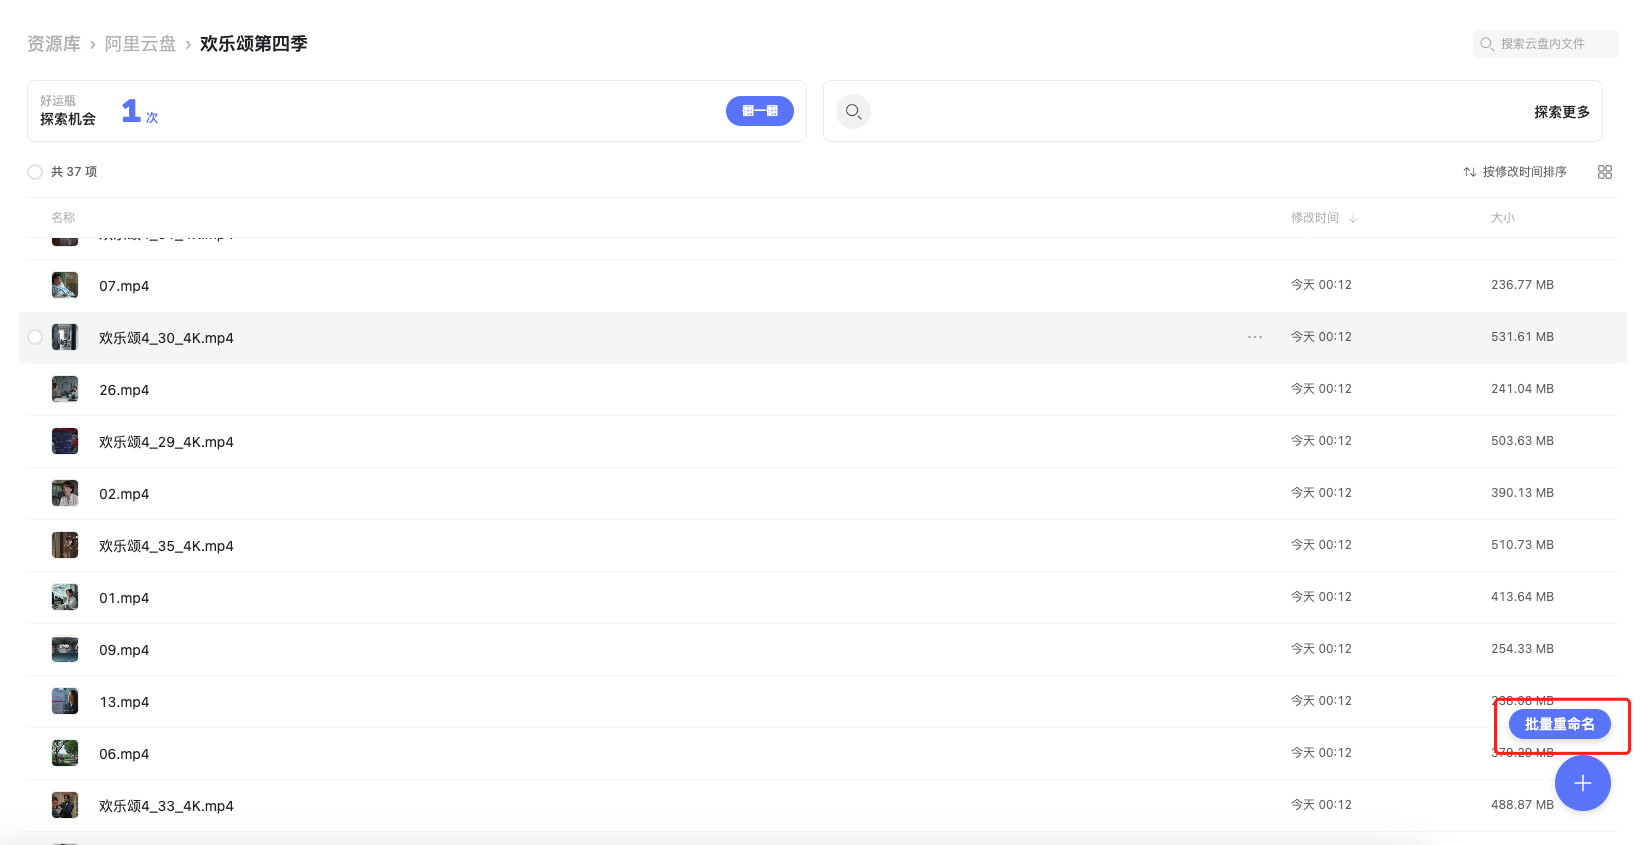 资源库 › 阿里云盘 › 欢乐颂第四季
搜索云盘内文件
好运瓶
探索机会 1 次
翻一翻
探索更多
共 37 项
按修改时间排序
名称 修改时间 大小
07.mp4 今天 00:12 236.77 MB
欢乐颂4_30_4K.mp4 ··· 今天 00:12 531.61 MB
26.mp4 今天 00:12 241.04 MB
欢乐颂4_29_4K.mp4 今天 00:12 503.63 MB
02.mp4 今天 00:12 390.13 MB
欢乐颂4_35_4K.mp4 今天 00:12 510.73 MB
01.mp4 今天 00:12 413.64 MB
09.mp4 今天 00:12 254.33 MB
13.mp4 今天 00:12 238.08 MB
批量重命名
06.mp4 今天 00:12 379.29 MB
欢乐颂4_33_4K.mp4 今天 00:12 488.87 MB